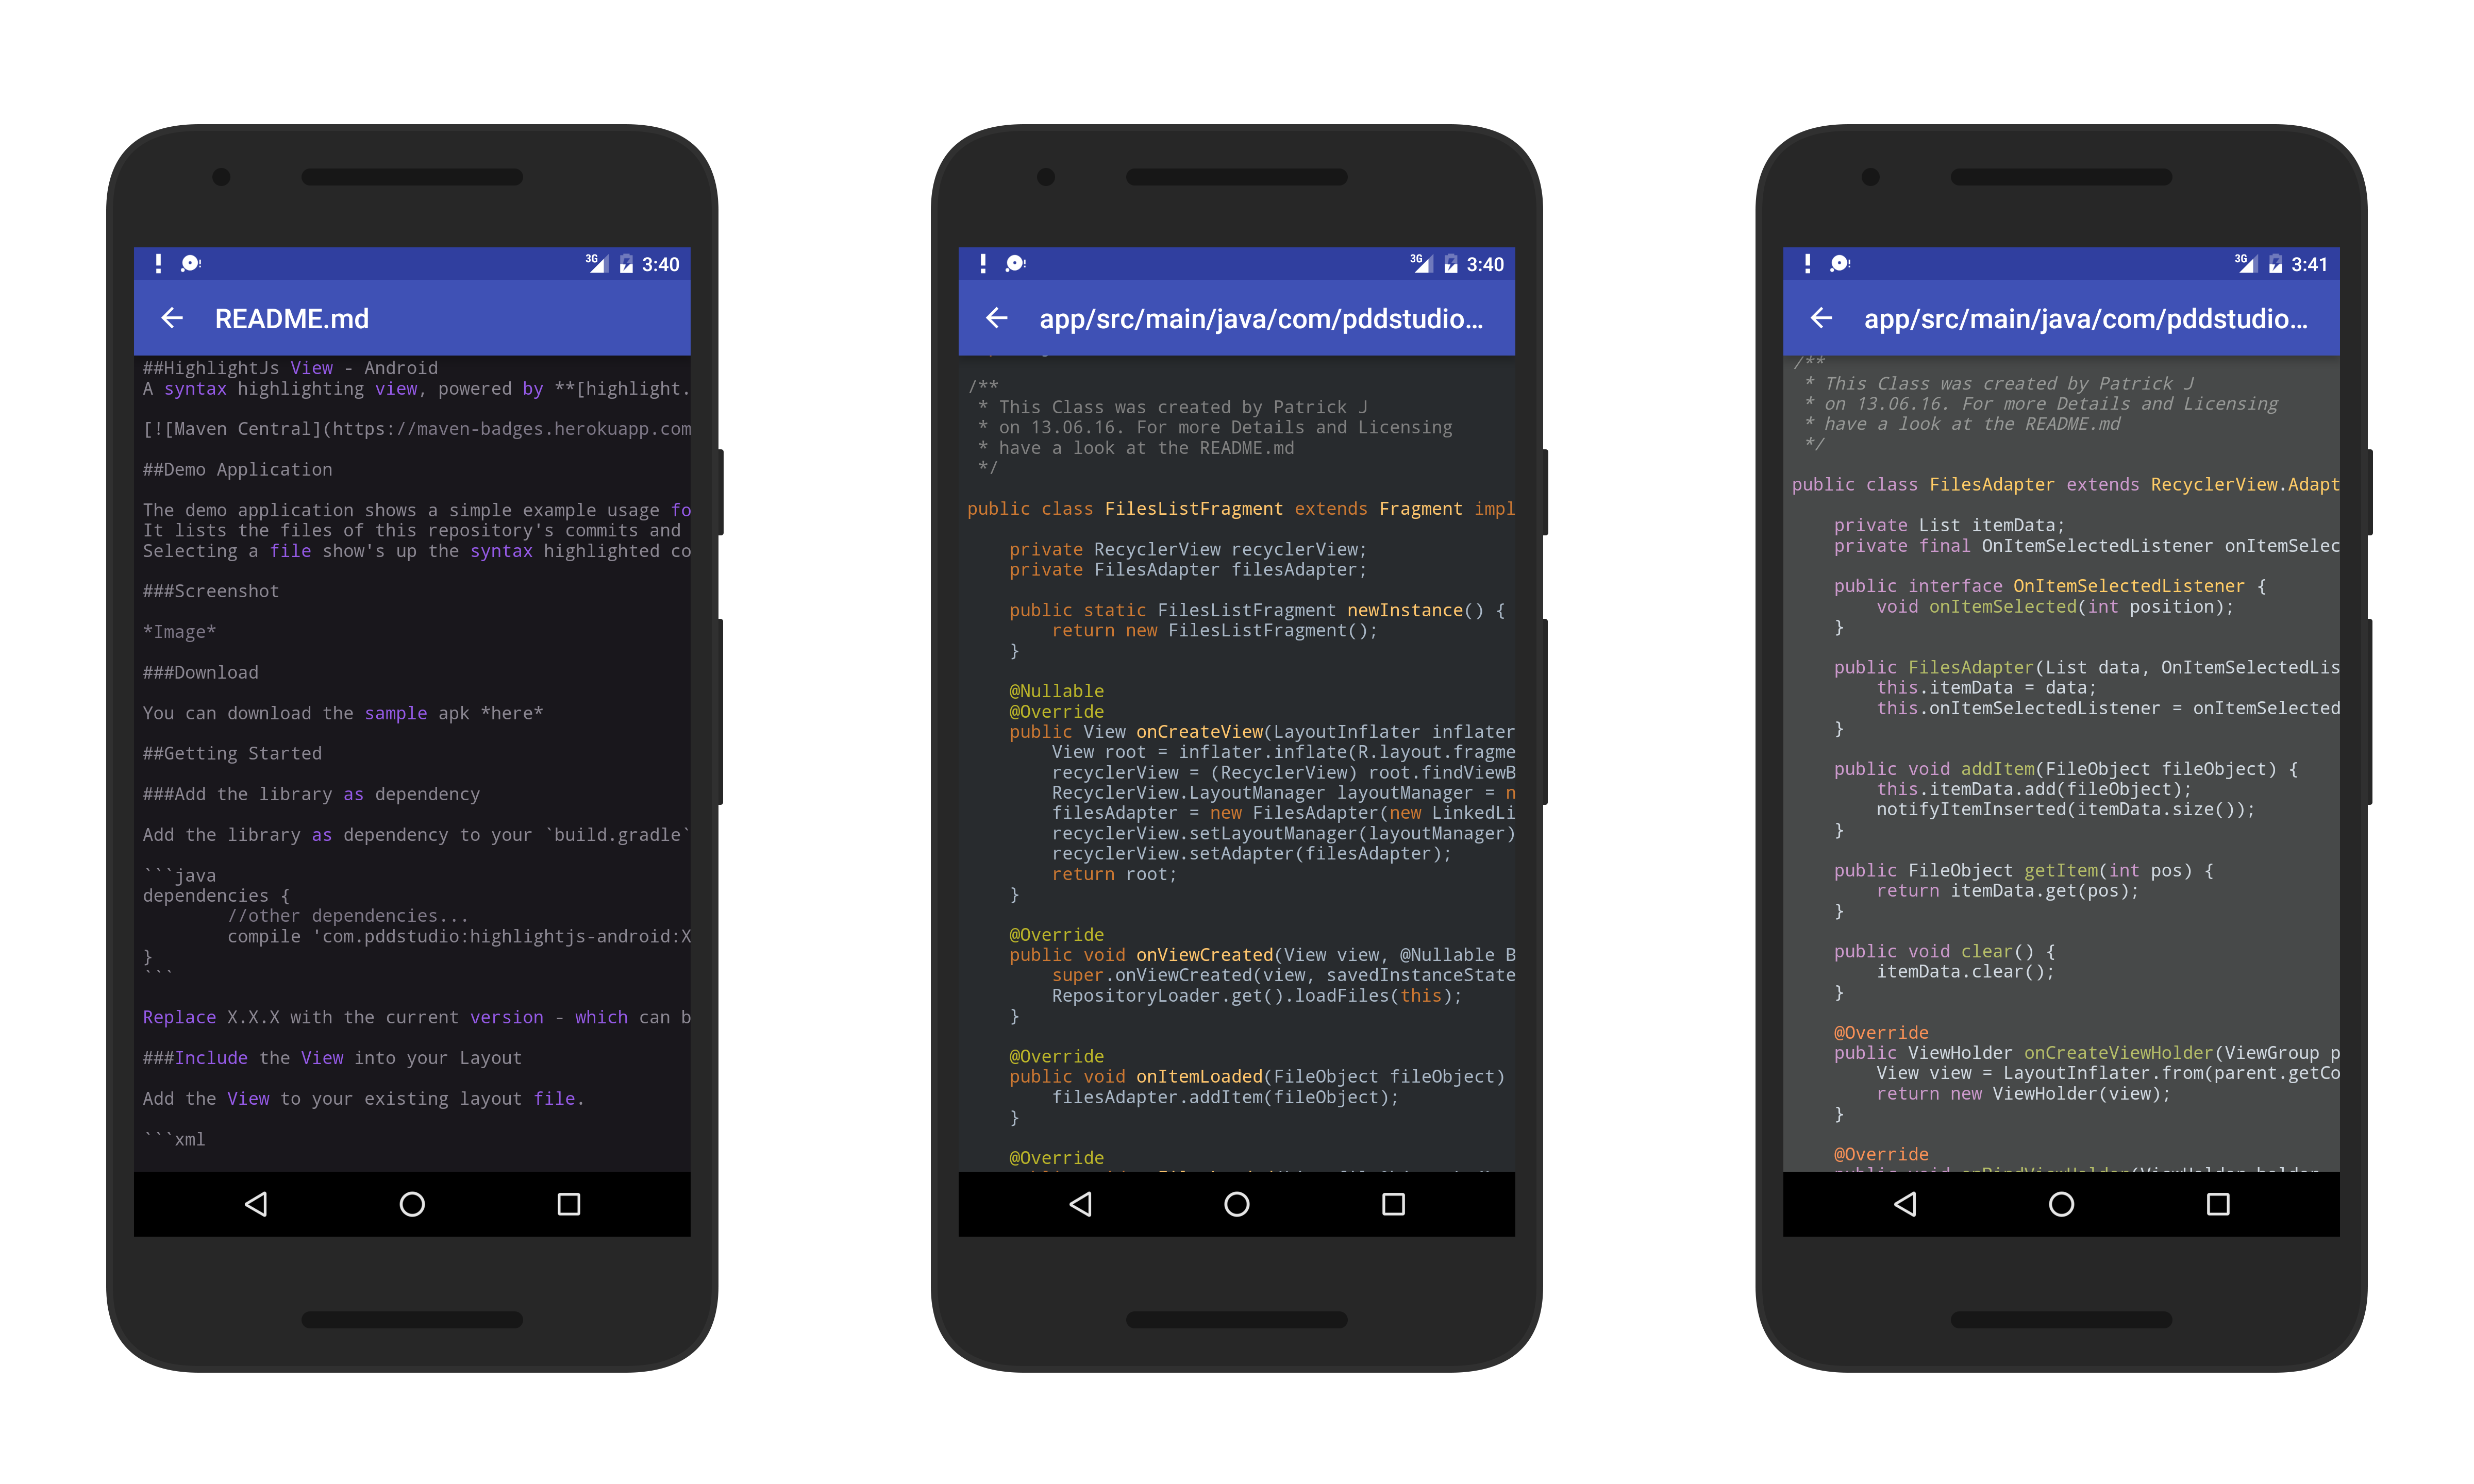 3G 3:40
README.md
##HighlightJs View - Android
A syntax highlighting view, powered by **[highlight.
[![Maven Central](https://maven-badges.herokuapp.com
##Demo Application
The demo application shows a simple example usage fo
It lists the files of this repository's commits and
Selecting a file show's up the syntax highlighted co
###Screenshot
*Image*
###Download
You can download the sample apk *here*
##Getting Started
###Add the library as dependency
Add the library as dependency to your `build.gradle`
```java
dependencies {
        //other dependencies...
        compile 'com.pddstudio:highlightjs-android:X
}
```
Replace X.X.X with the current version - which can b
###Include the View into your Layout
Add the View to your existing layout file.
```xml
3G 3:40
app/src/main/java/com/pddstudio...
/**
 * This Class was created by Patrick J
 * on 13.06.16. For more Details and Licensing
 * have a look at the README.md
 */
public class FilesListFragment extends Fragment impl
    private RecyclerView recyclerView;
    private FilesAdapter filesAdapter;
    public static FilesListFragment newInstance() {
        return new FilesListFragment();
    }
    @Nullable
    @Override
    public View onCreateView(LayoutInflater inflater
        View root = inflater.inflate(R.layout.fragme
        recyclerView = (RecyclerView) root.findViewB
        RecyclerView.LayoutManager layoutManager = n
        filesAdapter = new FilesAdapter(new LinkedLi
        recyclerView.setLayoutManager(layoutManager)
        recyclerView.setAdapter(filesAdapter);
        return root;
    }
    @Override
    public void onViewCreated(View view, @Nullable B
        super.onViewCreated(view, savedInstanceState
        RepositoryLoader.get().loadFiles(this);
    }
    @Override
    public void onItemLoaded(FileObject fileObject)
        filesAdapter.addItem(fileObject);
    }
    @Override
3G 3:41
app/src/main/java/com/pddstudio...
/**
 * This Class was created by Patrick J
 * on 13.06.16. For more Details and Licensing
 * have a look at the README.md
 */
public class FilesAdapter extends RecyclerView.Adapt
    private List itemData;
    private final OnItemSelectedListener onItemSelec
    public interface OnItemSelectedListener {
        void onItemSelected(int position);
    }
    public FilesAdapter(List data, OnItemSelectedLis
        this.itemData = data;
        this.onItemSelectedListener = onItemSelected
    }
    public void addItem(FileObject fileObject) {
        this.itemData.add(fileObject);
        notifyItemInserted(itemData.size());
    }
    public FileObject getItem(int pos) {
        return itemData.get(pos);
    }
    public void clear() {
        itemData.clear();
    }
    @Override
    public ViewHolder onCreateViewHolder(ViewGroup p
        View view = LayoutInflater.from(parent.getCo
        return new ViewHolder(view);
    }
    @Override
    public void onBindViewHolder(ViewHolder holder